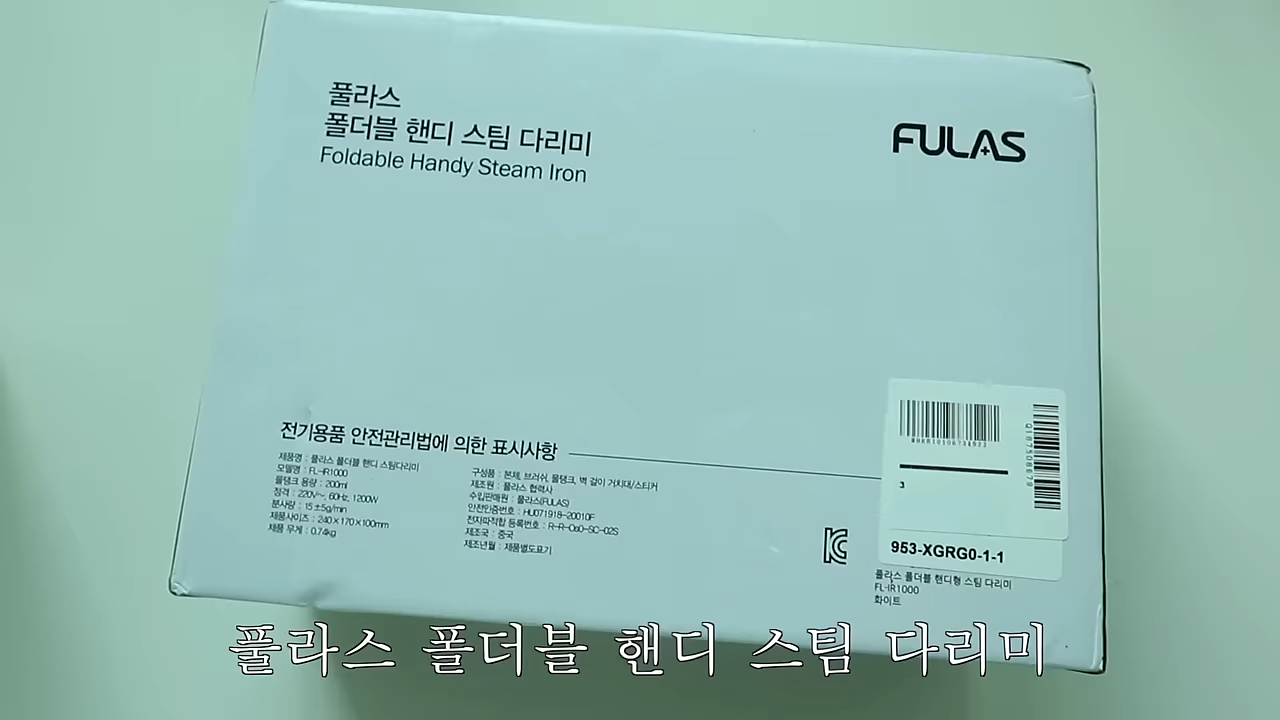 풀라스
폴더블 핸디 스팀 다리미
Foldable Handy Steam Iron
FULAS
전기용품 안전관리법에 의한 표시사항
제품명 : 풀라스 폴더블 핸디 스팀다리미
모델명 : FL-IR1000
물탱크 용량 : 200ml
정격 : 220V~, 60Hz, 1200W
분사량 : 15±5g/min
제품사이즈 : 240×170×100mm
제품 무게 : 0.74kg
구성품 : 본체, 브러쉬, 물탱크, 벽 걸이 거치대/스티커
제조원 : 풀라스 협력사
수입판매원 : 풀라스(FULAS)
안전인증번호 : HU071918-20010F
전자파적합 등록번호 : R-R-Os0-SC-02S
제조국 : 중국
제조년월 : 제품별도표기
3
953-XGRG0-1-1
풀라스 폴더블 핸디형 스팀 다리미
FL-IR1000
화이트
풀라스 폴더블 핸디 스팀 다리미